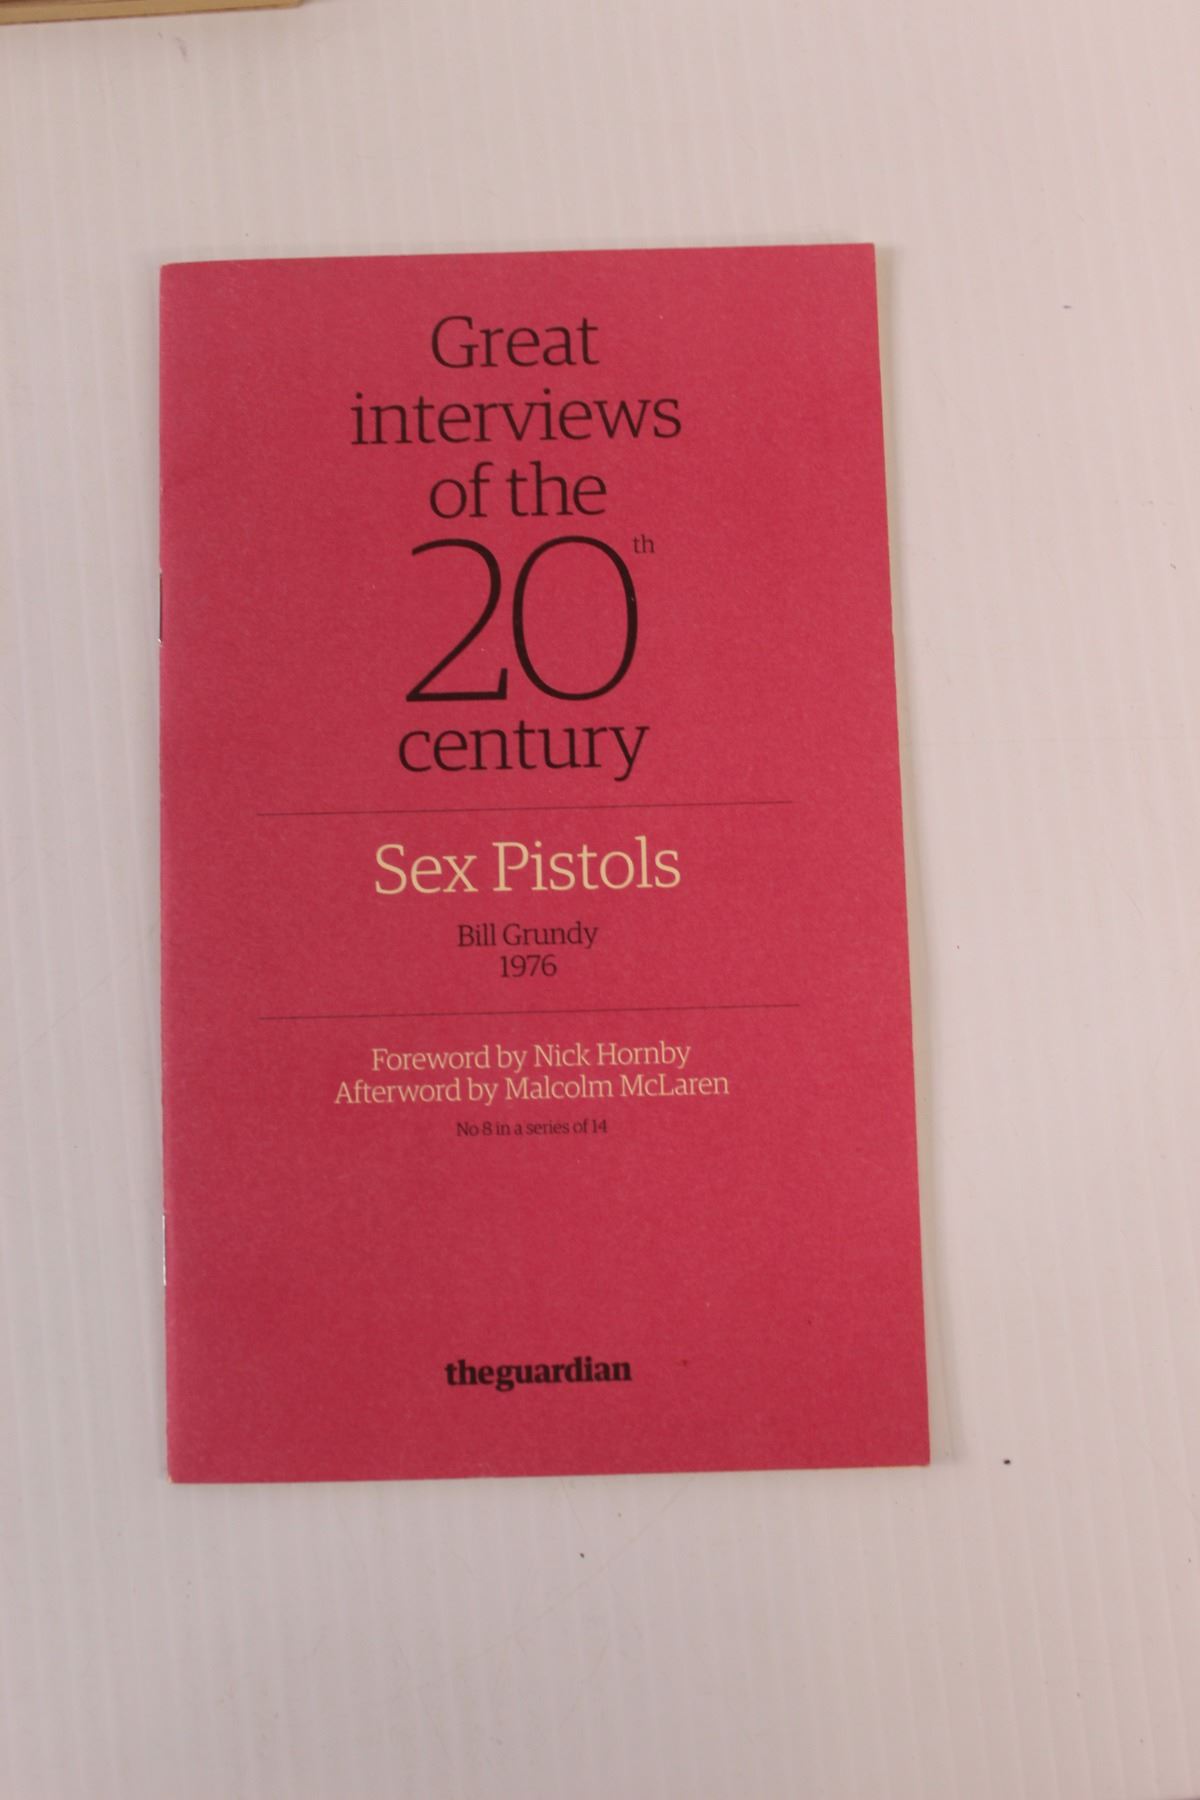 Great
interviews
of the
20th
century
Sex Pistols
Bill Grundy
1976
Foreword by Nick Hornby
Afterword by Malcolm McLaren
No 8 in a series of 14
theguardian